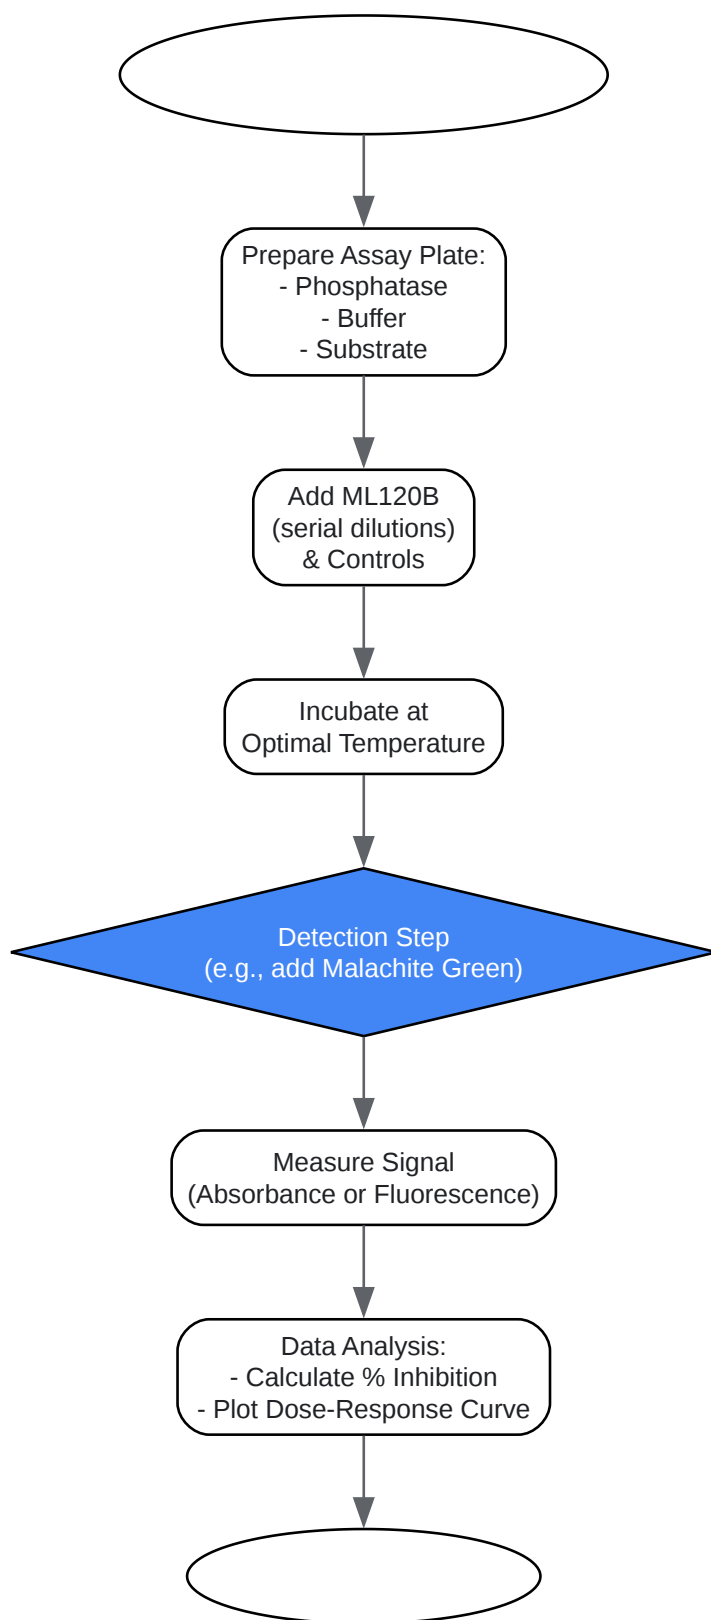 Prepare Assay Plate:
- Phosphatase
- Buffer
- Substrate
Add ML120B
(serial dilutions)
& Controls
Incubate at
Optimal Temperature
Detection Step
(e.g., add Malachite Green)
Measure Signal
(Absorbance or Fluorescence)
Data Analysis:
- Calculate % Inhibition
- Plot Dose-Response Curve